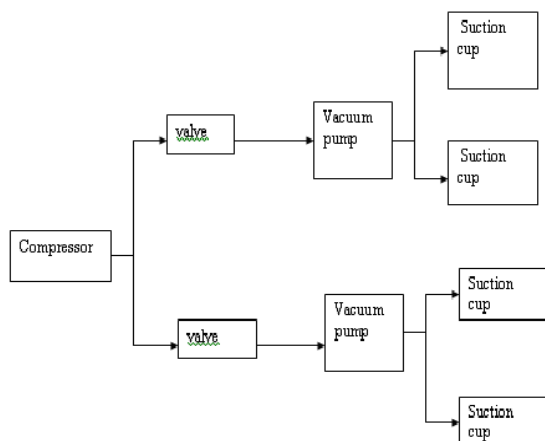 Suction
cup
valve
Vacuum
pump
Suction
cup
Compressor
Suction
cup
Vacuum
pump
valve
Suction
cup